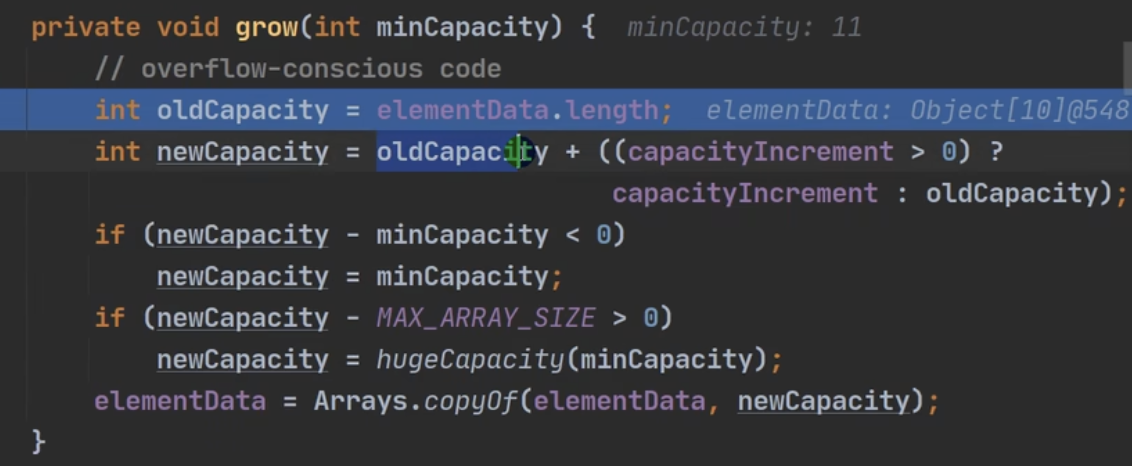 private void grow(int minCapacity) {  minCapacity: 11
// overflow-conscious code
int oldCapacity = elementData.length;  elementData: Object[10]@548
int newCapacity = oldCapacity + ((capacityIncrement > 0) ?
capacityIncrement : oldCapacity);
if (newCapacity - minCapacity < 0)
newCapacity = minCapacity;
if (newCapacity - MAX_ARRAY_SIZE > 0)
newCapacity = hugeCapacity(minCapacity);
elementData = Arrays.copyOf(elementData, newCapacity);
}